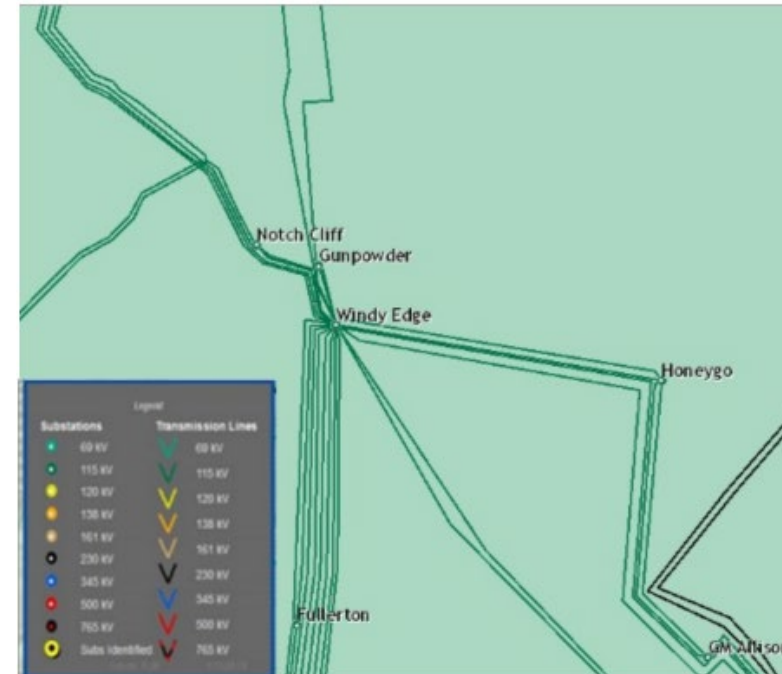 Notch Cliff
Gunpowder
Windy Edge
Honeygo
Legend
Substations Transmission Lines
69 kV 69 kV
115 kV 115 kV
120 kV 120 kV
138 kV 138 kV
161 kV 161 kV
230 kV 230 kV
345 kV 345 kV
500 kV 500 kV
765 kV 765 kV
Subs Identified
Fullerton
GM Allison